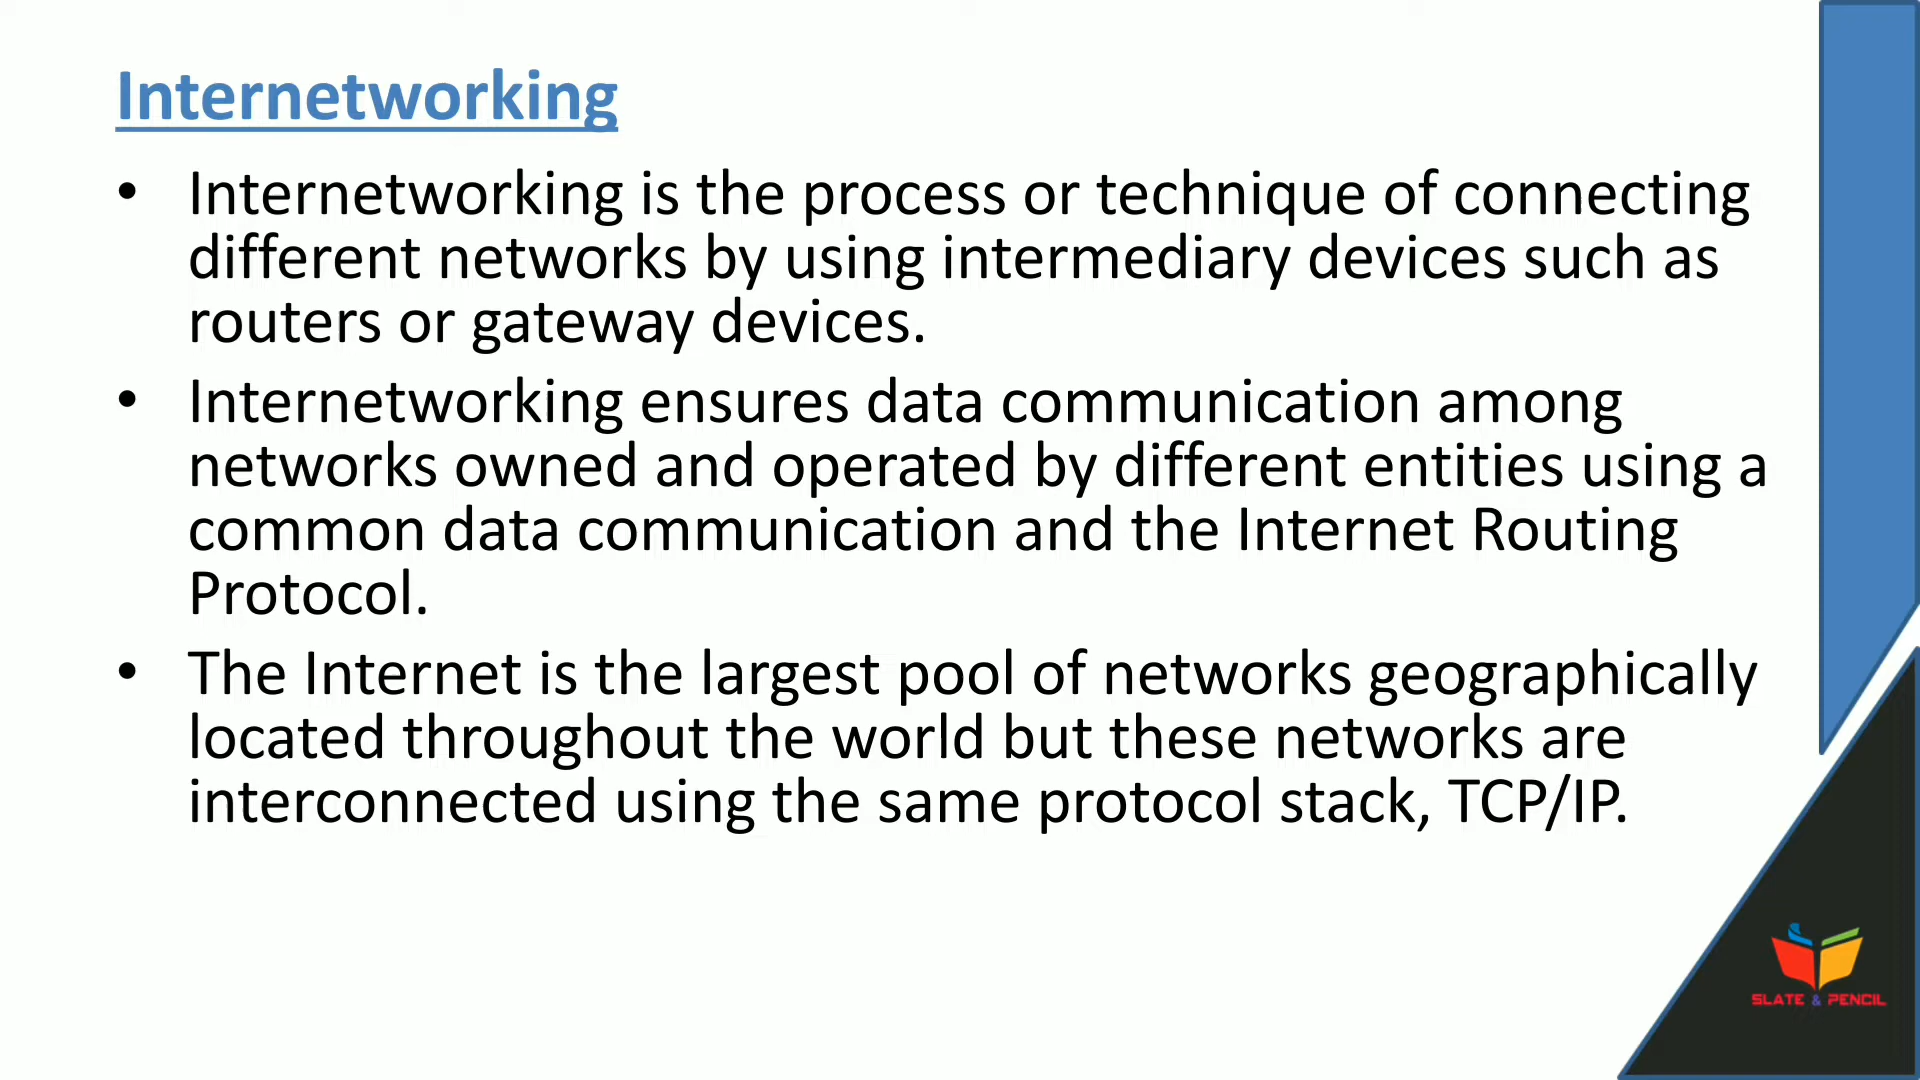 Internetworking
• Internetworking is the process or technique of connecting
different networks by using intermediary devices such as
routers or gateway devices.
• Internetworking ensures data communication among
networks owned and operated by different entities using a
common data communication and the Internet Routing
Protocol.
• The Internet is the largest pool of networks geographically
located throughout the world but these networks are
interconnected using the same protocol stack, TCP/IP.
SLATE & PENCIL